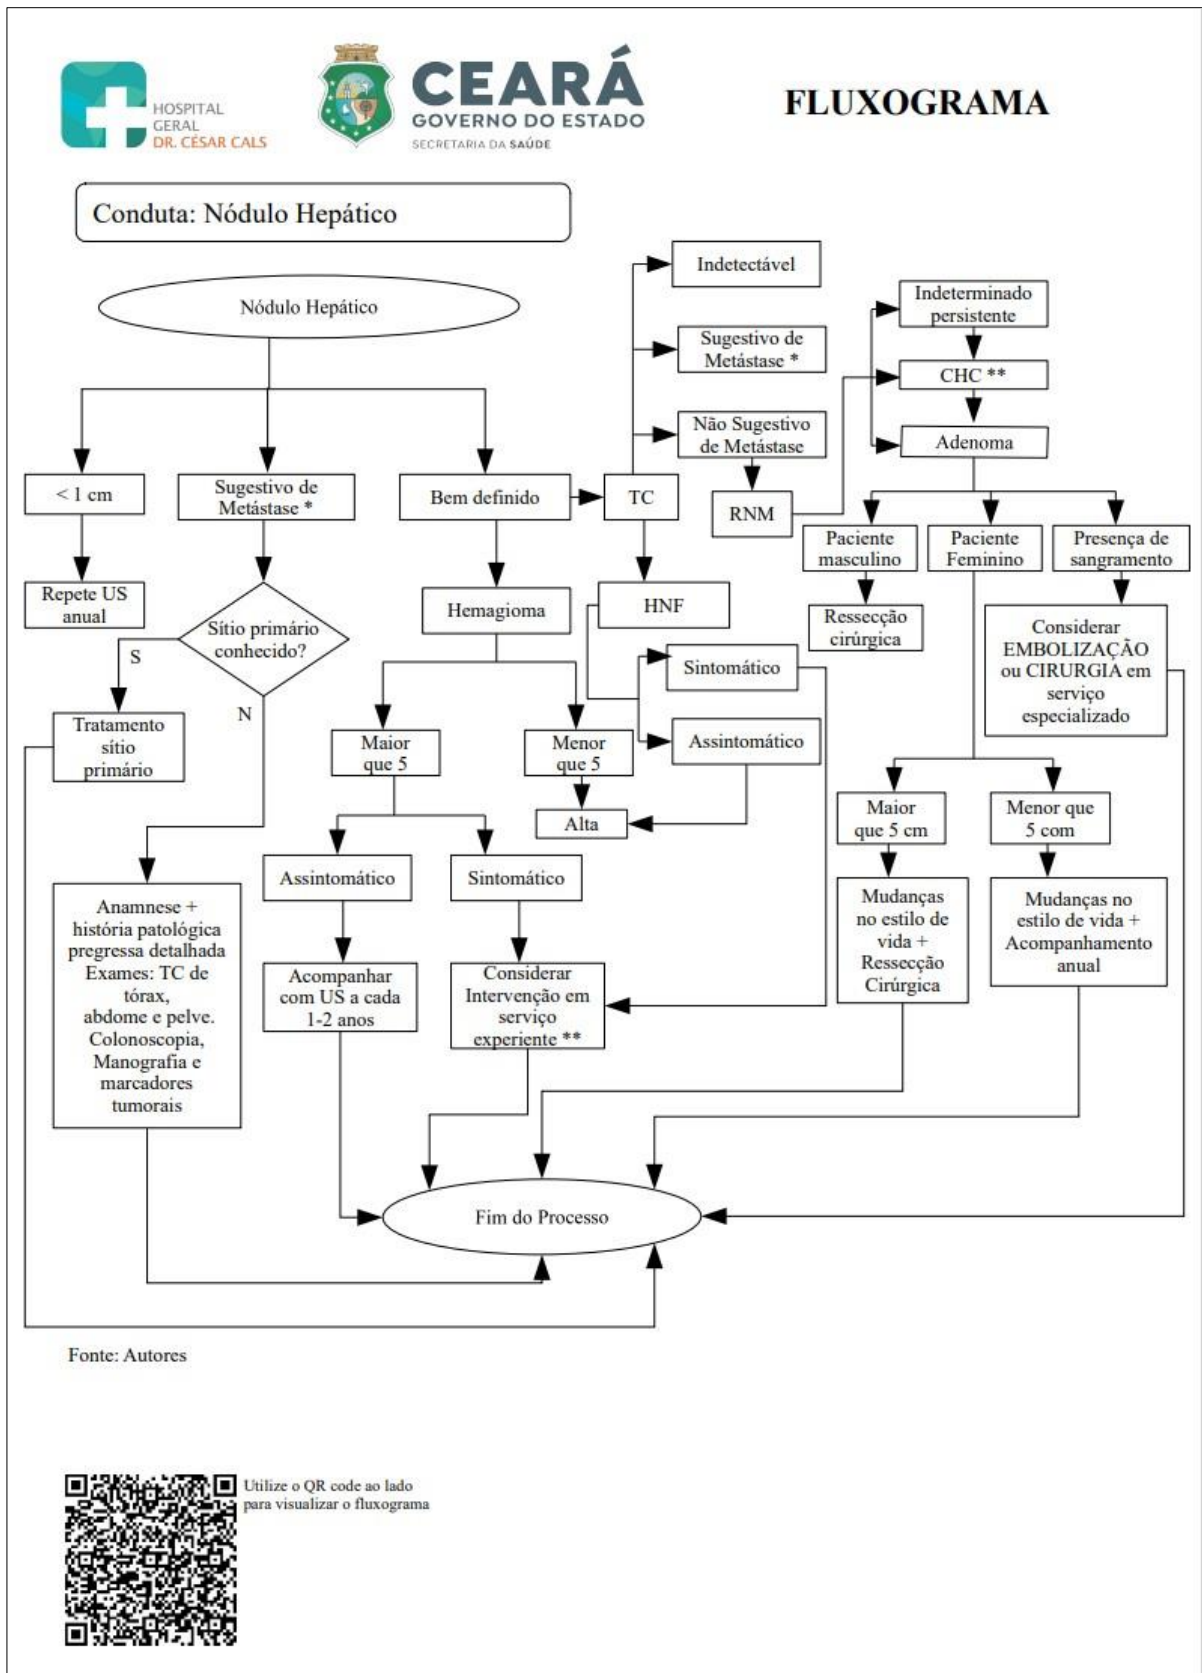 HOSPITAL
GERAL
DR. CÉSAR CALS
CEARÁ
GOVERNO DO ESTADO
SECRETARIA DA SAÚDE
FLUXOGRAMA
Conduta: Nódulo Hepático
Nódulo Hepático
Indetectável
Sugestivo de
Metástase *
Não Sugestivo
de Metástase
Indeterminado
persistente
CHC **
Adenoma
< 1 cm
Sugestivo de
Metástase *
Bem definido
TC
RNM
Paciente
masculino
Paciente
Feminino
Presença de
sangramento
Repete US
anual
Sítio primário
conhecido?
S
N
Hemagioma
HNF
Ressecção
cirúrgica
Considerar
EMBOLIZAÇÃO
ou CIRURGIA em
serviço
especializado
Sintomático
Assintomático
Tratamento
sítio
primário
Maior
que 5
Menor
que 5
Alta
Maior
que 5 cm
Menor que
5 com
Assintomático
Sintomático
Anamnese +
história patológica
pregressa detalhada
Exames: TC de
tórax,
abdome e pelve.
Colonoscopia,
Manografia e
marcadores
tumorais
Acompanhar
com US a cada
1-2 anos
Considerar
Intervenção em
serviço
experiente **
Mudanças
no estilo de
vida +
Ressecção
Cirúrgica
Mudanças no
estilo de vida +
Acompanhamento
anual
Fim do Processo
Fonte: Autores
Utilize o QR code ao lado
para visualizar o fluxograma